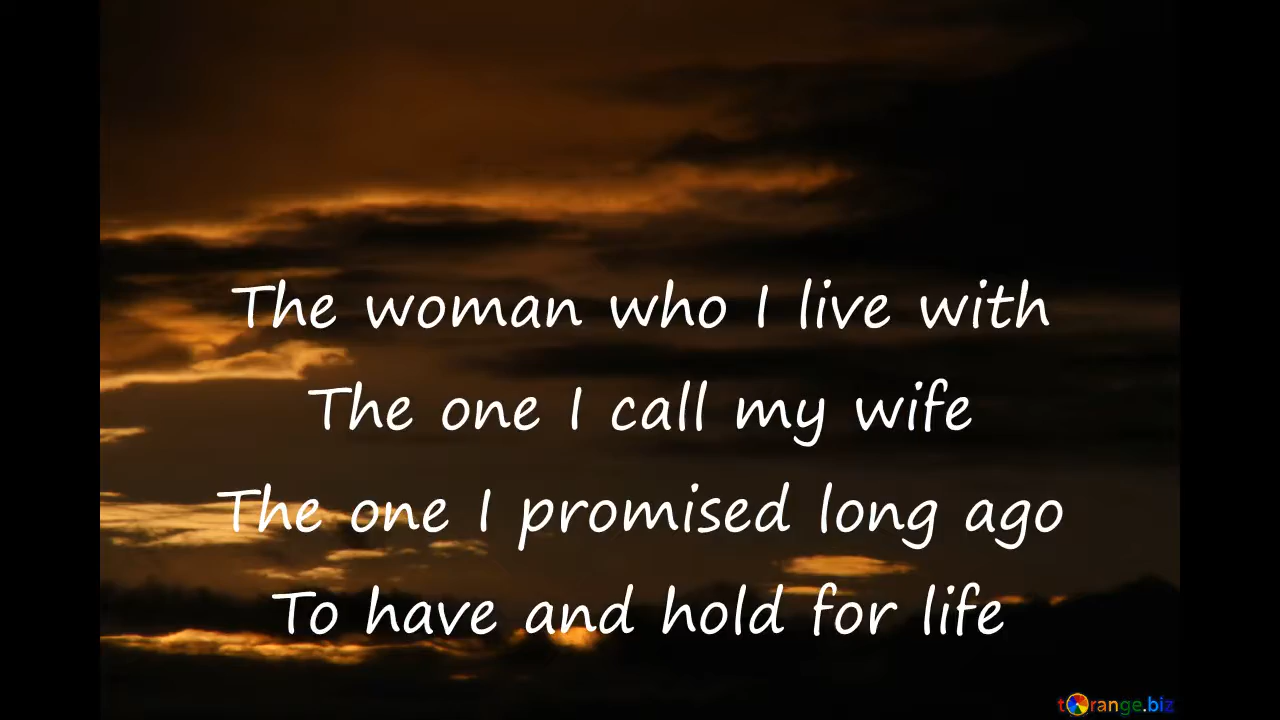 The woman who I live with
The one I call my wife
The one I promised long ago
To have and hold for life
tOrange.biz